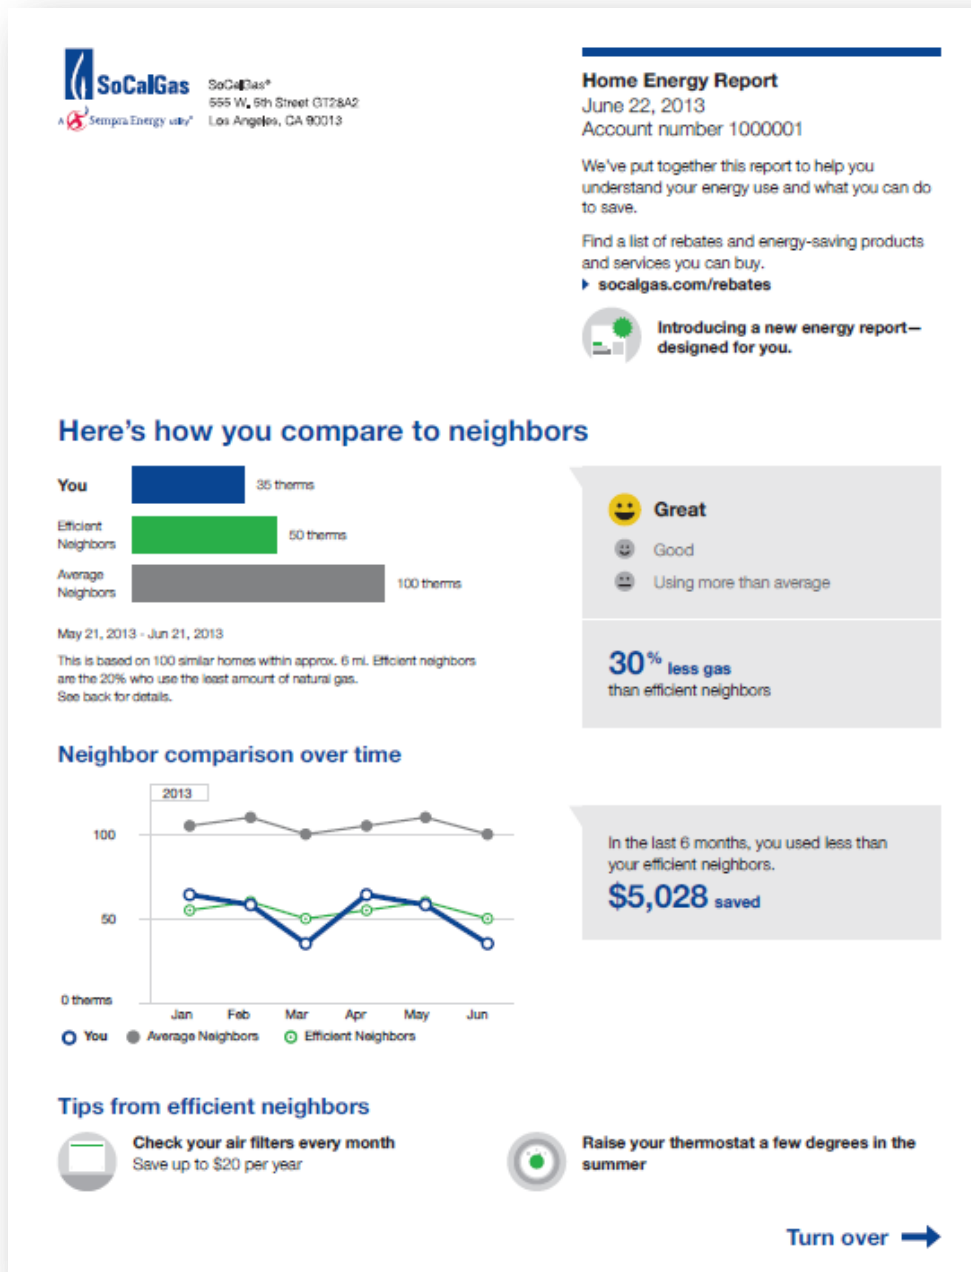 SoCalGas
A Sempra Energy utility®
SoCalGas®
555 W. 5th Street GT28A2
Los Angeles, CA 90013
Home Energy Report
June 22, 2013
Account number 1000001
We've put together this report to help you
understand your energy use and what you can do
to save.
Find a list of rebates and energy-saving products
and services you can buy.
socalgas.com/rebates
Introducing a new energy report—
designed for you.
Here's how you compare to neighbors
You
35 therms
Efficient
Neighbors
50 therms
Average
Neighbors
100 therms
May 21, 2013 - Jun 21, 2013
This is based on 100 similar homes within approx. 6 mi. Efficient neighbors
are the 20% who use the least amount of natural gas.
See back for details.
Great
Good
Using more than average
30% less gas
than efficient neighbors
Neighbor comparison over time
2013
100
50
0 therms
Jan Feb Mar Apr May Jun
You Average Neighbors Efficient Neighbors
In the last 6 months, you used less than
your efficient neighbors.
$5,028 saved
Tips from efficient neighbors
Check your air filters every month
Save up to $20 per year
Raise your thermostat a few degrees in the
summer
Turn over